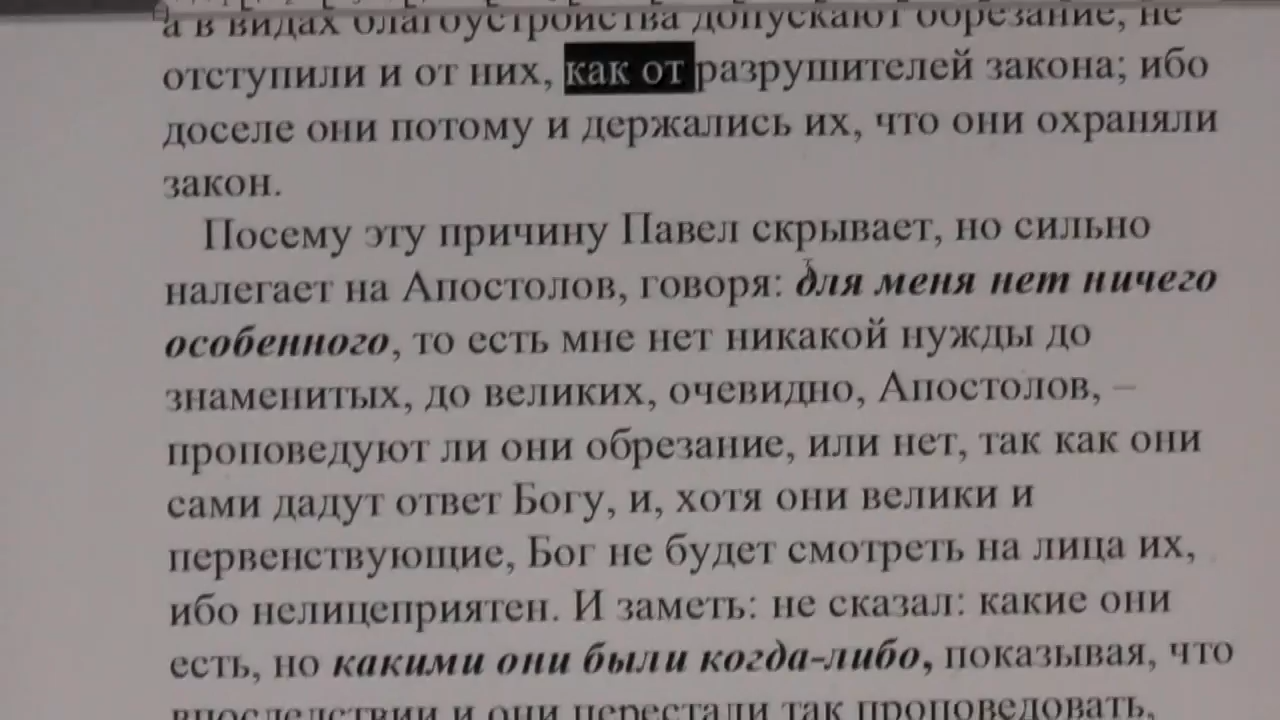 а в видах благоустройства допускают обрезание, не
отступили и от них, как от разрушителей закона; ибо
доселе они потому и держались их, что они охраняли
закон.
Посему эту причину Павел скрывает, но сильно
налегает на Апостолов, говоря: для меня нет ничего
особенного, то есть мне нет никакой нужды до
знаменитых, до великих, очевидно, Апостолов, –
проповедуют ли они обрезание, или нет, так как они
сами дадут ответ Богу, и, хотя они велики и
первенствующие, Бог не будет смотреть на лица их,
ибо нелицеприятен. И заметь: не сказал: какие они
есть, но какими они были когда-либо, показывая, что
впоследствии и они перестали так проповедовать,